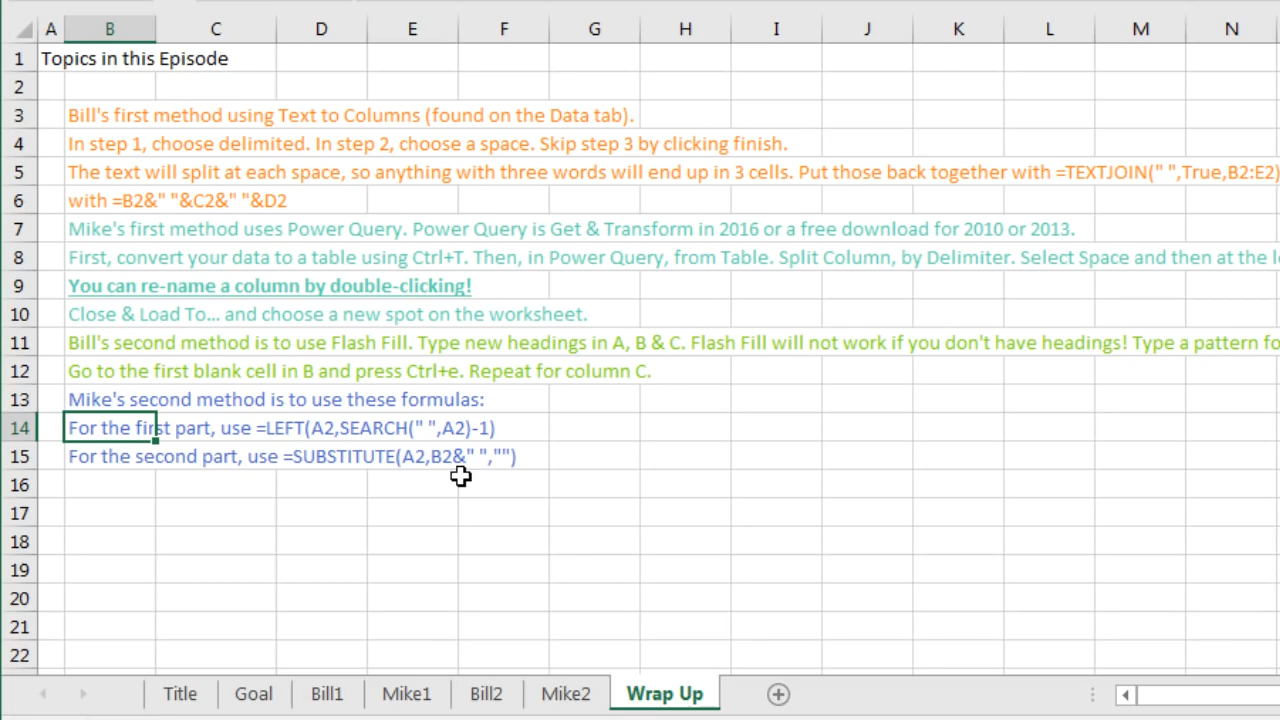 A B C D E F G H I J K L M N
1 Topics in this Episode
2
3 Bill's first method using Text to Columns (found on the Data tab).
4 In step 1, choose delimited. In step 2, choose a space. Skip step 3 by clicking finish.
5 The text will split at each space, so anything with three words will end up in 3 cells. Put those back together with =TEXTJOIN(" ",True,B2:E2)
6 with =B2&" "&C2&" "&D2
7 Mike's first method uses Power Query. Power Query is Get & Transform in 2016 or a free download for 2010 or 2013.
8 First, convert your data to a table using Ctrl+T. Then, in Power Query, from Table. Split Column, by Delimiter. Select Space and then at the
9 You can re-name a column by double-clicking!
10 Close & Load To... and choose a new spot on the worksheet.
11 Bill's second method is to use Flash Fill. Type new headings in A, B & C. Flash Fill will not work if you don't have headings! Type a pattern
12 Go to the first blank cell in B and press Ctrl+e. Repeat for column C.
13 Mike's second method is to use these formulas:
14 For the first part, use =LEFT(A2,SEARCH(" ",A2)-1)
15 For the second part, use =SUBSTITUTE(A2,B2&" ","")
16
17
18
19
20
21
22
Title Goal Bill1 Mike1 Bill2 Mike2 Wrap Up